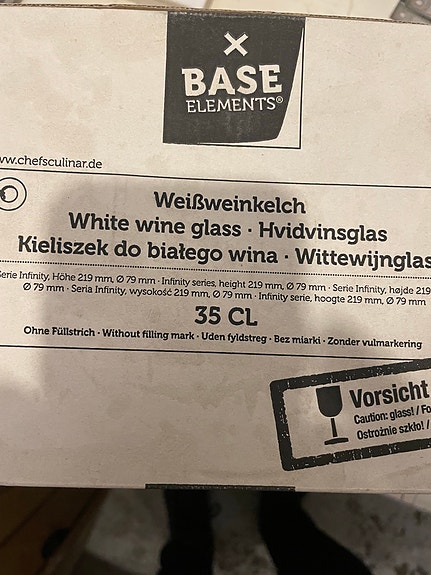 BASE
ELEMENTS®
ww.chefsculinar.de
Weißweinkelch
White wine glass · Hvidvinsglas
Kieliszek do białego wina · Wittewijnglas
Serie Infinity, Höhe 219 mm, Ø 79 mm · Infinity series, height 219 mm, Ø 79 mm · Serie Infinity, højde 219
Ø 79 mm · Seria Infinity, wysokość 219 mm, Ø 79 mm · Infinity serie, hoogte 219 mm, Ø 79 mm
35 CL
Ohne Füllstrich · Without filling mark · Uden fyldstreg · Bez miarki · Zonder vulmarkering
Vorsicht
Caution: glass! / Fo
Ostrożnie szkło! /